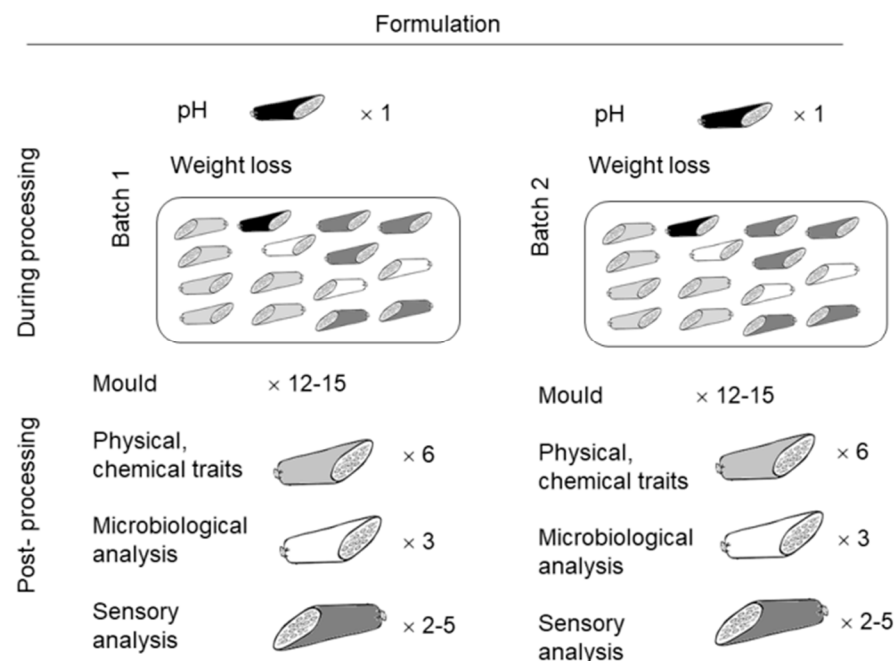 Formulation
During processing
Batch 1
pH
× 1
Weight loss
Batch 2
pH
× 1
Weight loss
Post- processing
Mould × 12-15
Physical,
chemical traits
× 6
Microbiological
analysis
× 3
Sensory
analysis
× 2-5
Mould × 12-15
Physical,
chemical traits
× 6
Microbiological
analysis
× 3
Sensory
analysis
× 2-5